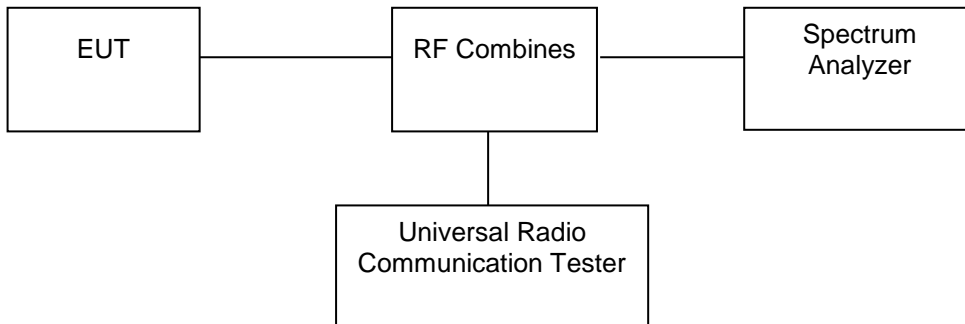 EUT
RF Combines
Spectrum
Analyzer
Universal Radio
Communication Tester